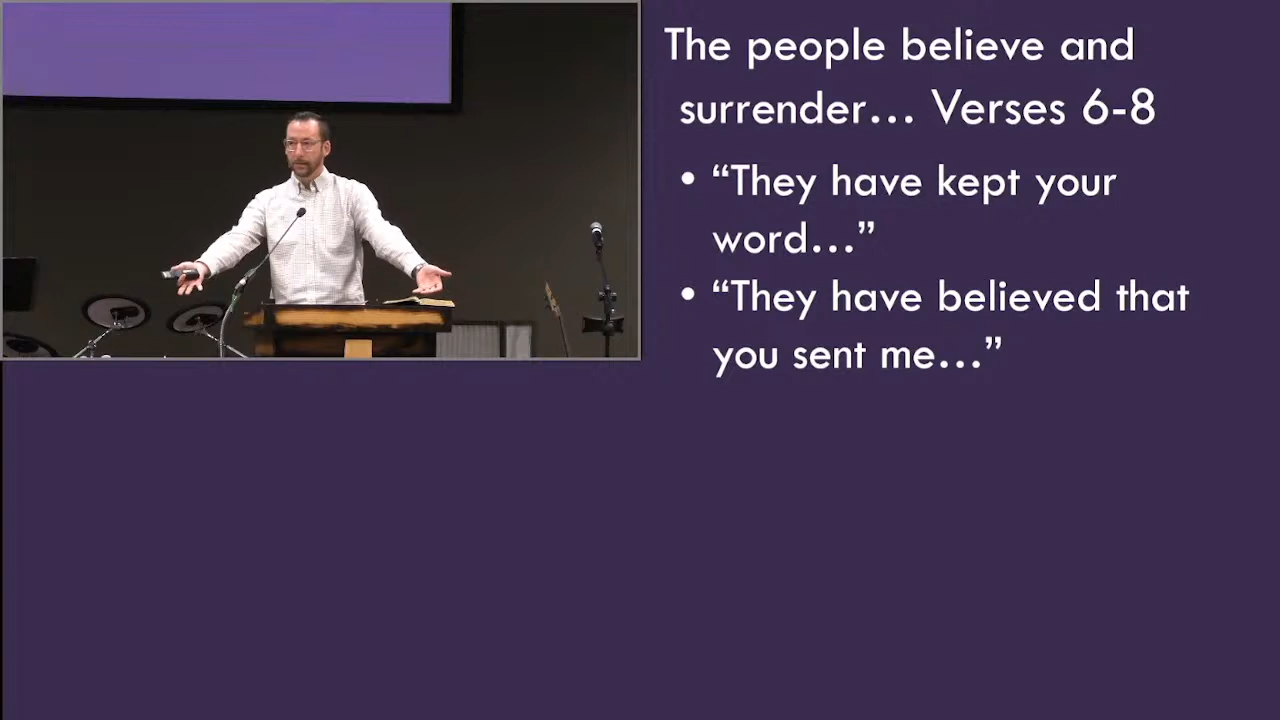 The people believe and
surrender… Verses 6-8
• “They have kept your
word…”
• “They have believed that
you sent me…”